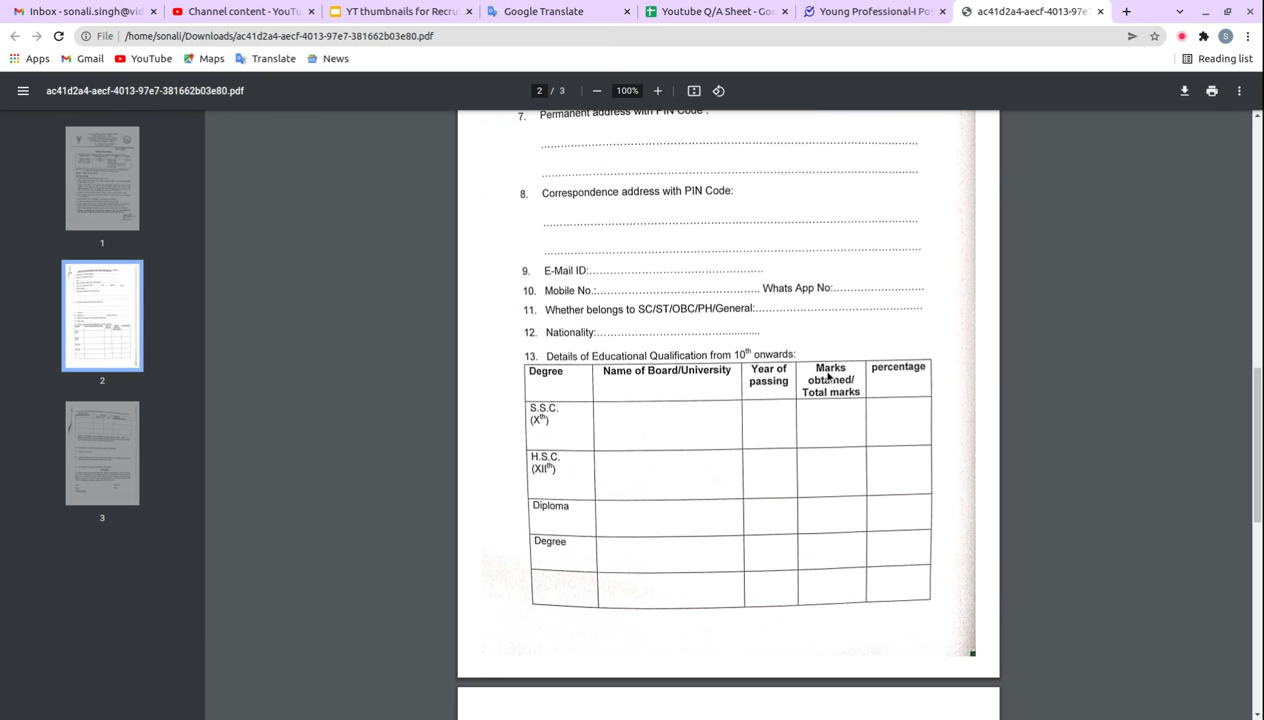 Inbox - sonali.singh@vid
Channel content - YouTu
YT thumbnails for Recru
Google Translate
Youtube Q/A Sheet - Goo
Young Professional-I Pos
ac41d2a4-aecf-4013-97e7
File /home/sonali/Downloads/ac41d2a4-aecf-4013-97e7-381662b03e80.pdf
S
Apps Gmail YouTube Maps Translate News Reading list
ac41d2a4-aecf-4013-97e7-381662b03e80.pdf 2 / 3 100%
1
2
3
7. Permanent address with PIN Code :
8. Correspondence address with PIN Code:
9. E-Mail ID:
10. Mobile No.: Whats App No:
11. Whether belongs to SC/ST/OBC/PH/General:
12. Nationality:
13. Details of Educational Qualification from 10th onwards:
Degree Name of Board/University Year of passing Marks obtained/ Total marks percentage
S.S.C.
(Xth)
H.S.C.
(XIIth)
Diploma
Degree